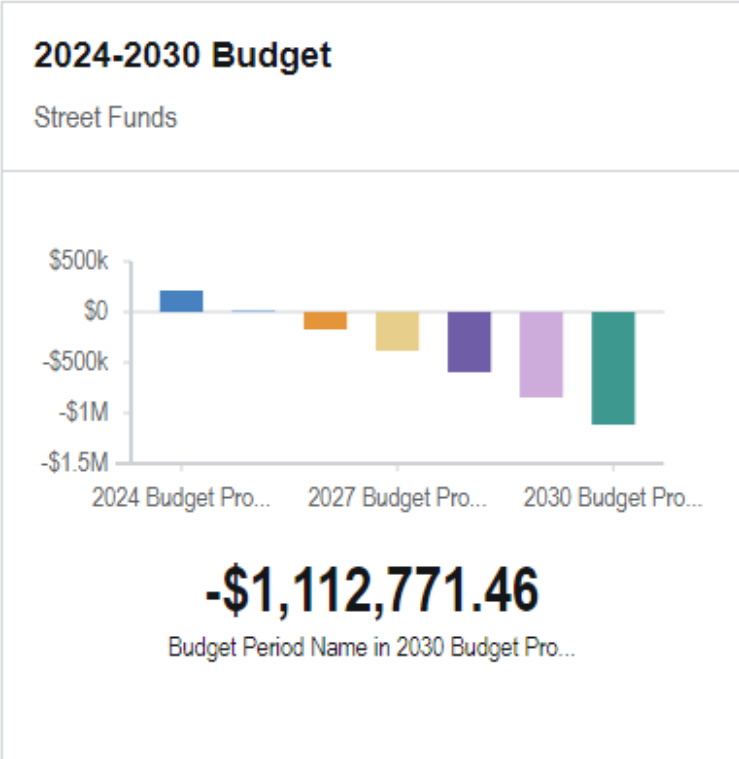 2024-2030 Budget
Street Funds
$500k
$0
-$500k
-$1M
-$1.5M
2024 Budget Pro... 2027 Budget Pro... 2030 Budget Pro...
-$1,112,771.46
Budget Period Name in 2030 Budget Pro...